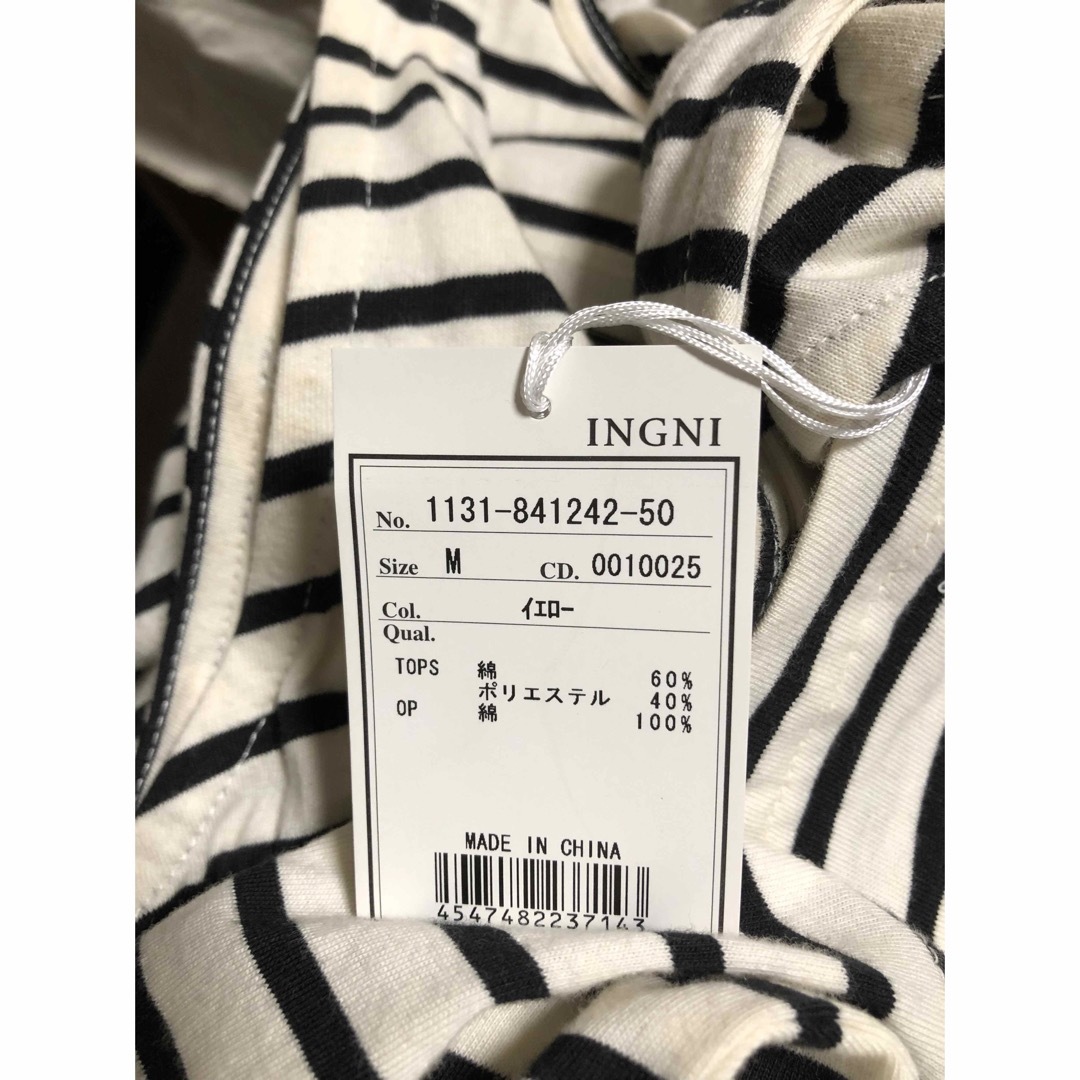 INGNI
No. 1131-841242-50
Size M CD. 0010025
Col. イエロー
Qual.
TOPS 綿 60%
ポリエステル 40%
OP 綿 100%
MADE IN CHINA
4547482237143